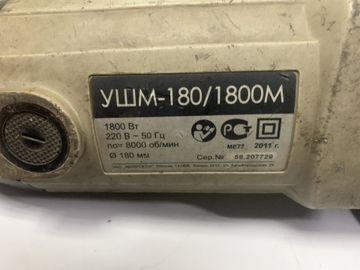 УШМ-180/1800М
1800 Вт
220 В ~ 50 Гц
no= 8000 об/мин
Ø 180 мм
МЕ77 2011 г.
Сер.№ 58.207729